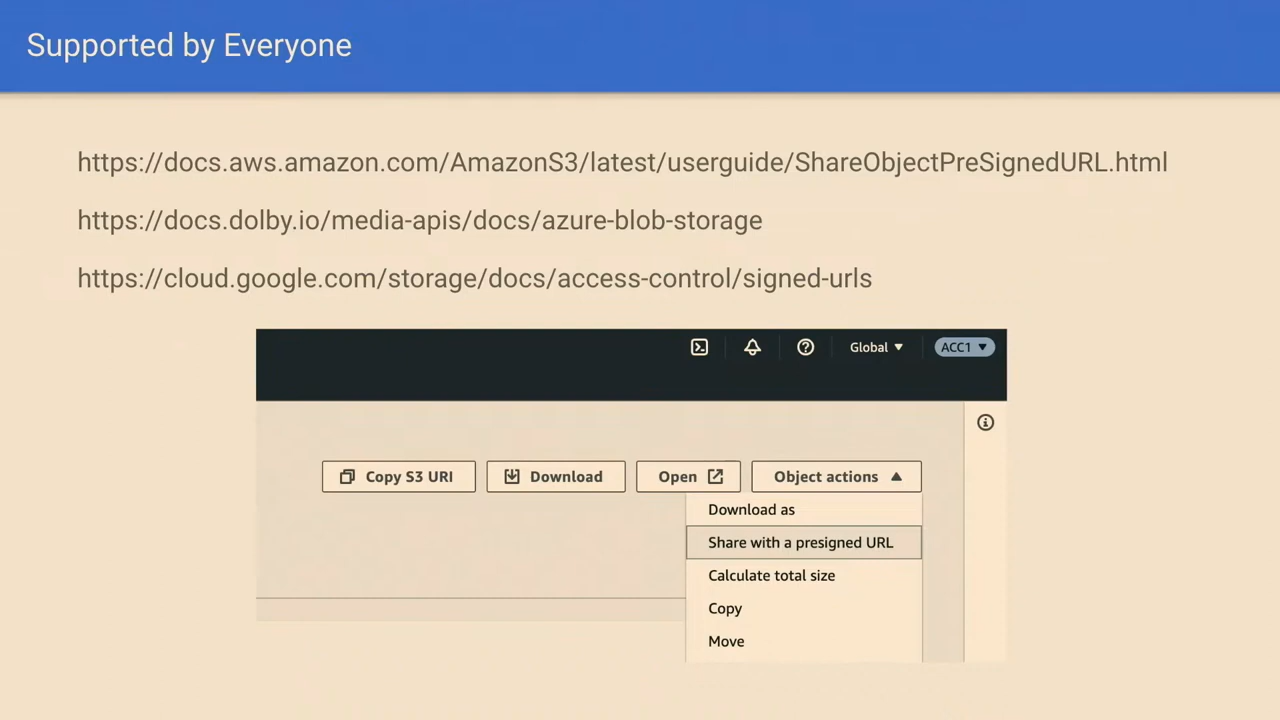 Supported by Everyone
https://docs.aws.amazon.com/AmazonS3/latest/userguide/ShareObjectPreSignedURL.html
https://docs.dolby.io/media-apis/docs/azure-blob-storage
https://cloud.google.com/storage/docs/access-control/signed-urls
Global ACC1
Copy S3 URI Download Open Object actions
Download as
Share with a presigned URL
Calculate total size
Copy
Move